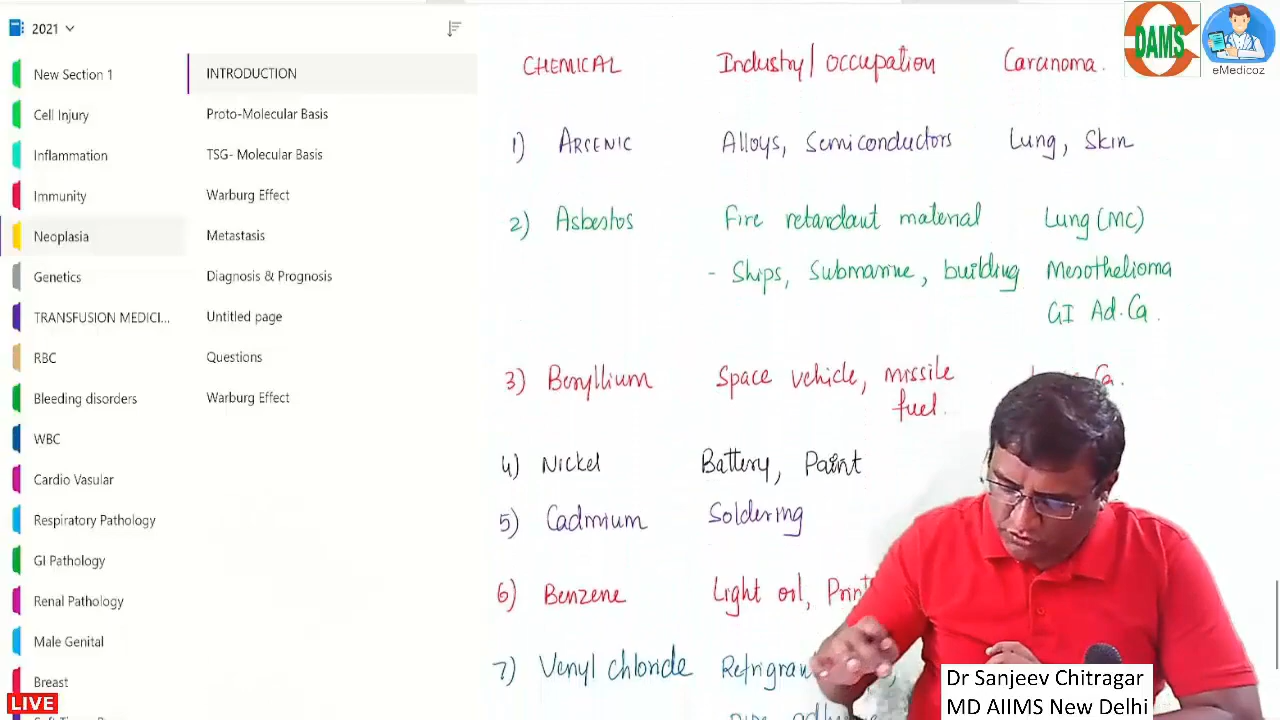 2021
New Section 1
Cell Injury
Inflammation
Immunity
Neoplasia
Genetics
TRANSFUSION MEDICI...
RBC
Bleeding disorders
WBC
Cardio Vasular
Respiratory Pathology
GI Pathology
Renal Pathology
Male Genital
Breast
LIVE
INTRODUCTION
Proto-Molecular Basis
TSG- Molecular Basis
Warburg Effect
Metastasis
Diagnosis & Prognosis
Untitled page
Questions
Warburg Effect
DAMS
eMedicoz
CHEMICAL Industry/ occupation Carcinoma.
1) ARSENIC Alloys, Semiconductors Lung, Skin
2) Asbestos Fire retardant material Lung (MC)
- Ships, Submarine, building Mesothelioma
GI Ad. Ca.
3) Beryllium Space vehicle, missile Ca.
fuel.
4) Nickel Battery, Paint
5) Cadmium Soldering
6) Benzene Light oil,
7) Venyl chloride
Dr Sanjeev Chitragar
MD AIIMS New Delhi